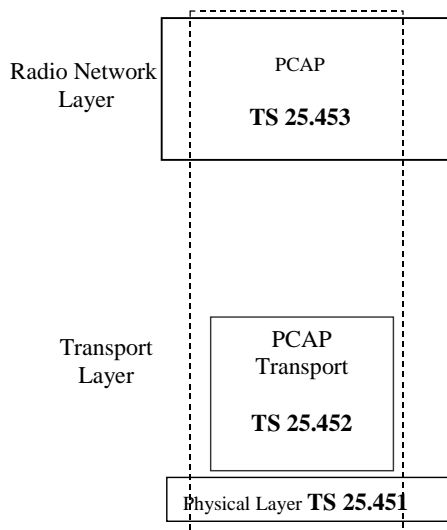 Radio Network
Layer
PCAP
TS 25.453
Transport
Layer
PCAP
Transport
TS 25.452
Physical Layer TS 25.451